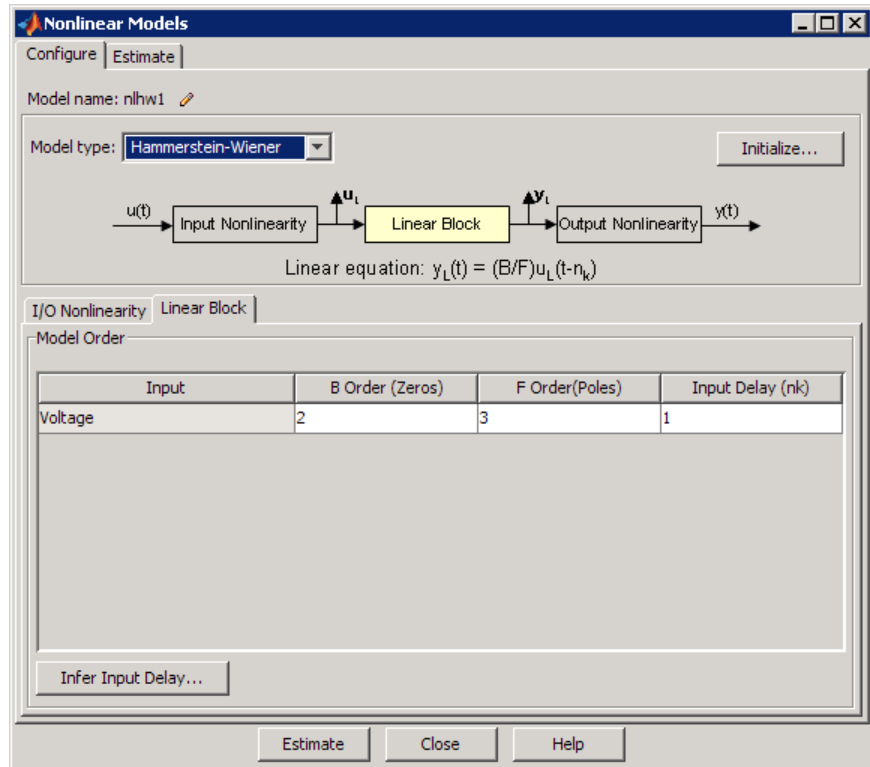 Nonlinear Models
Configure Estimate
Model name: nlhw1
Model type: Hammerstein-Wiener Initialize...
u(t) Input Nonlinearity uL Linear Block yL Output Nonlinearity y(t)
Linear equation: yL(t) = (B/F)uL(t-nk)
I/O Nonlinearity Linear Block
Model Order
Input B Order (Zeros) F Order(Poles) Input Delay (nk)
Voltage 2 3 1
Infer Input Delay...
Estimate Close Help